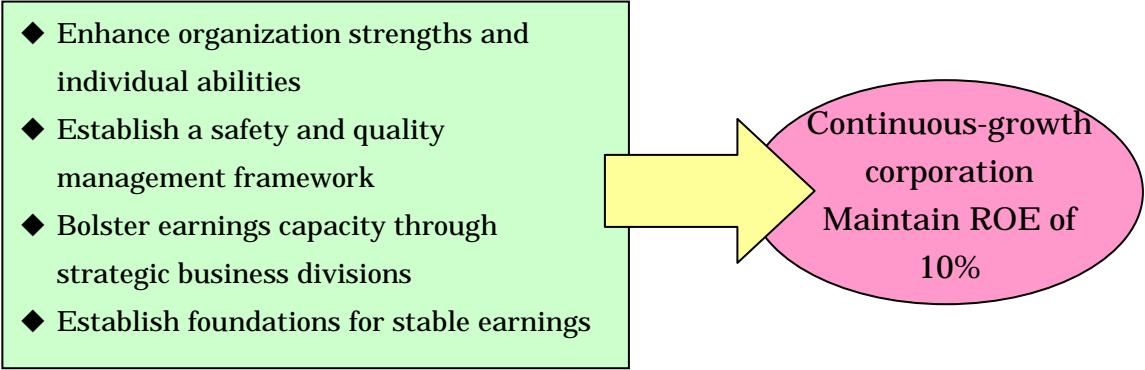 ◆ Enhance organization strengths and
individual abilities
◆ Establish a safety and quality
management framework
◆ Bolster earnings capacity through
strategic business divisions
◆ Establish foundations for stable earnings
Continuous-growth
corporation
Maintain ROE of
10%